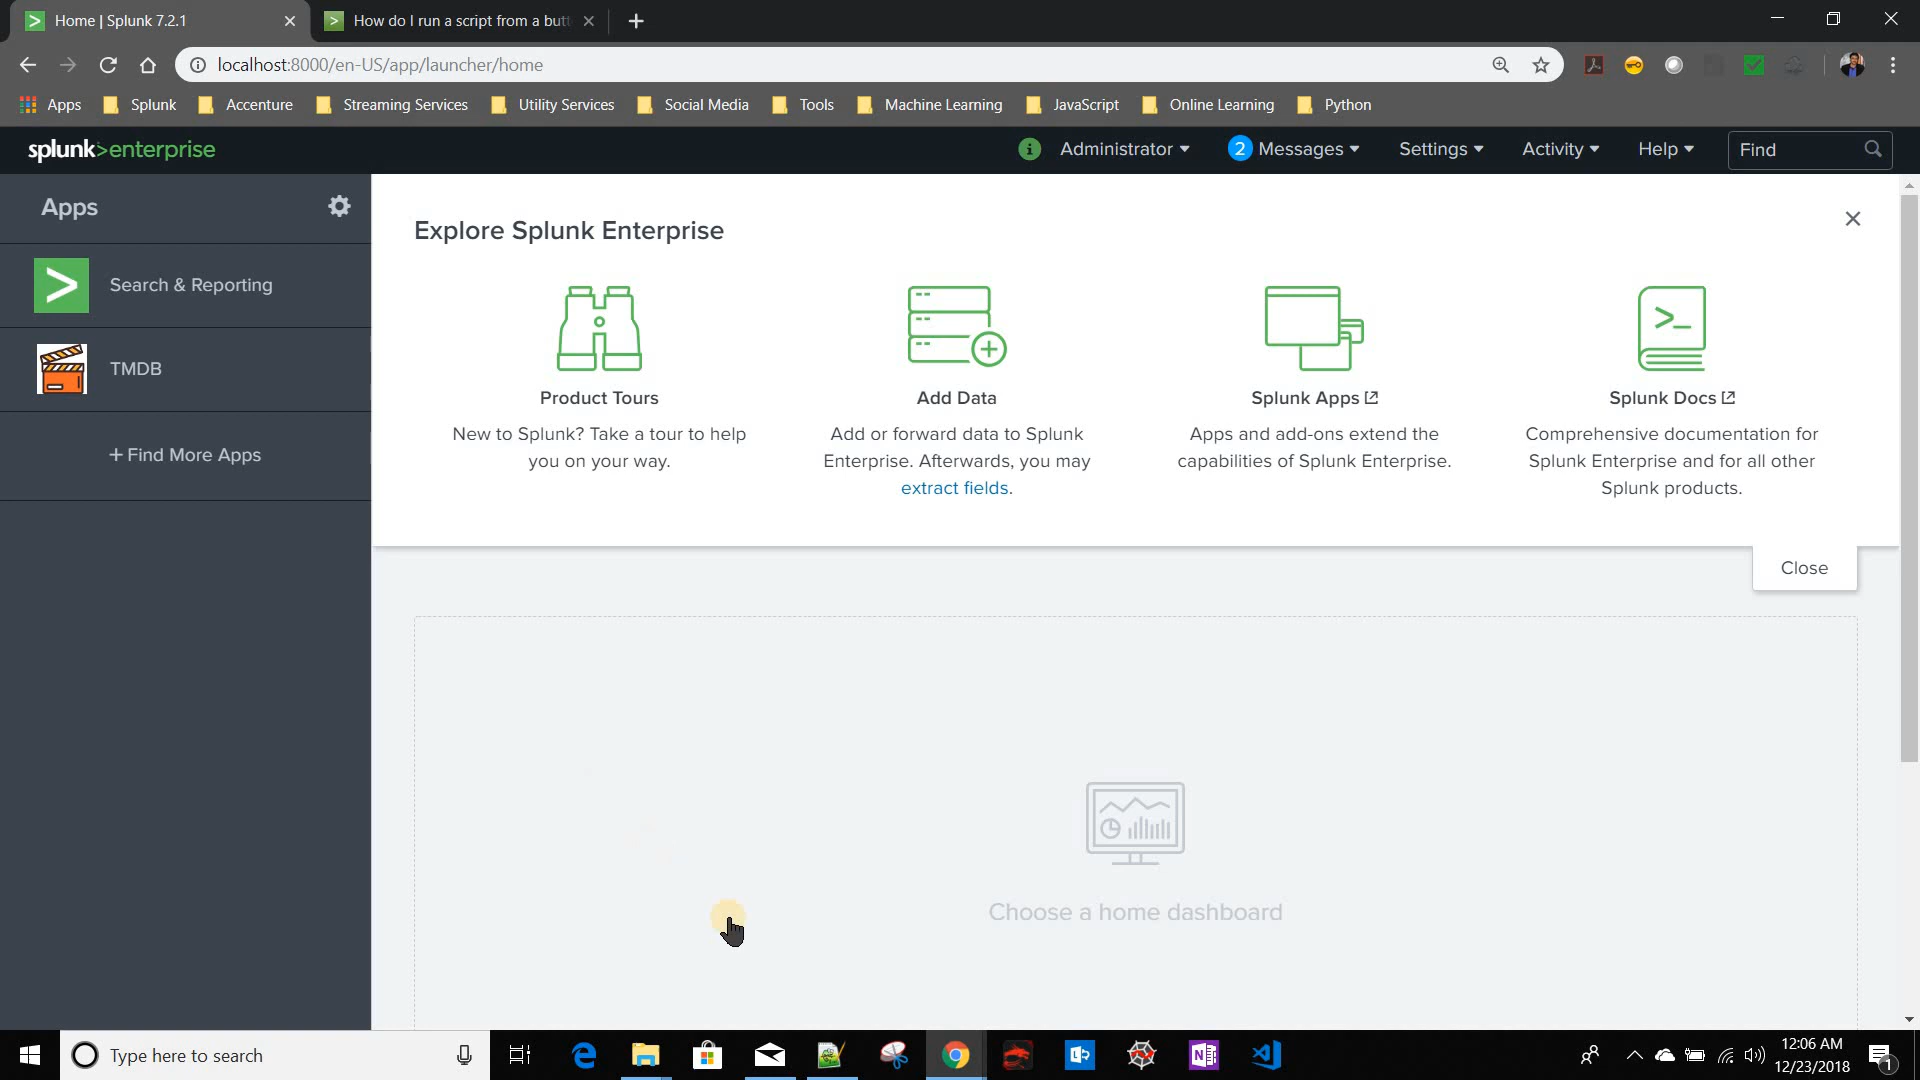 Home | Splunk 7.2.1
How do I run a script from a butt
localhost:8000/en-US/app/launcher/home
Apps
Splunk
Accenture
Streaming Services
Utility Services
Social Media
Tools
Machine Learning
JavaScript
Online Learning
Python
splunk>enterprise
i
Administrator
2 Messages
Settings
Activity
Help
Find
Apps
Search & Reporting
TMDB
+ Find More Apps
Explore Splunk Enterprise
Product Tours
New to Splunk? Take a tour to help
you on your way.
Add Data
Add or forward data to Splunk
Enterprise. Afterwards, you may
extract fields.
Splunk Apps
Apps and add-ons extend the
capabilities of Splunk Enterprise.
Splunk Docs
Comprehensive documentation for
Splunk Enterprise and for all other
Splunk products.
Close
Choose a home dashboard
Type here to search
12:06 AM
12/23/2018
1